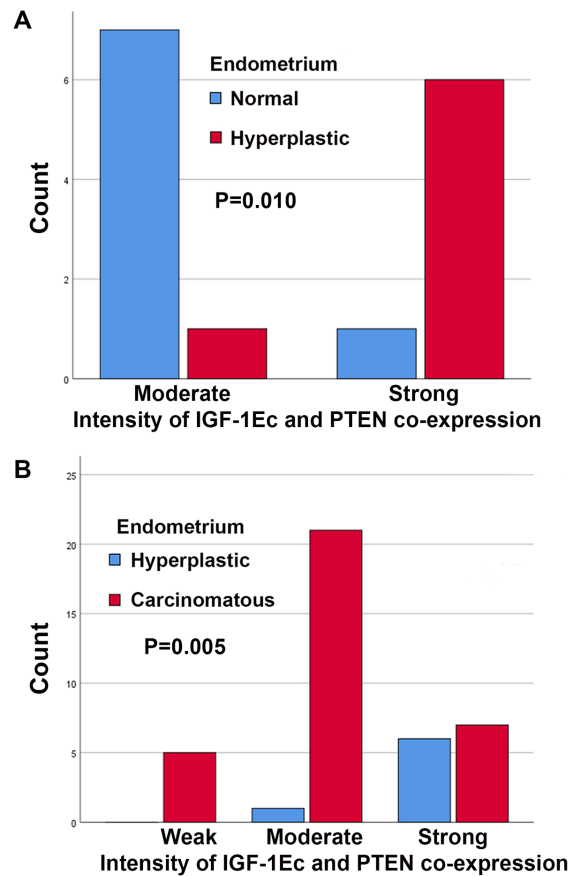 A
Endometrium
Normal
Hyperplastic
P=0.010
Count
6
4
2
0
Moderate Strong
Intensity of IGF-1Ec and PTEN co-expression
B
Endometrium
Hyperplastic
Carcinomatous
P=0.005
Count
25
20
15
10
5
0
Weak Moderate Strong
Intensity of IGF-1Ec and PTEN co-expression